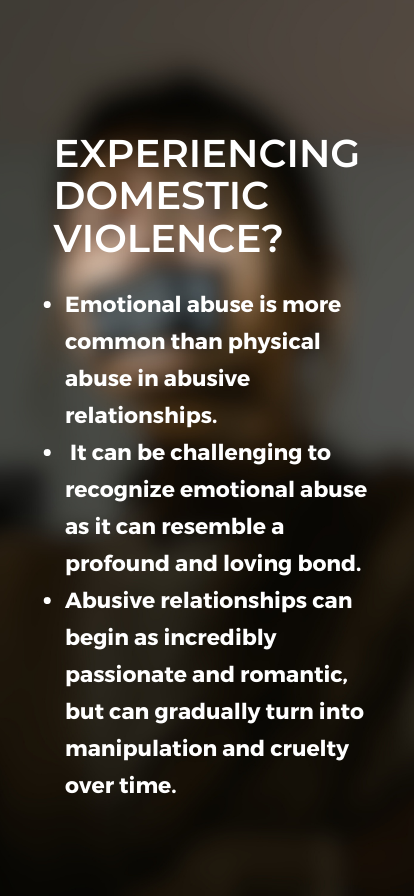 EXPERIENCING
DOMESTIC
VIOLENCE?
• Emotional abuse is more
common than physical
abuse in abusive
relationships.
• It can be challenging to
recognize emotional abuse
as it can resemble a
profound and loving bond.
• Abusive relationships can
begin as incredibly
passionate and romantic,
but can gradually turn into
manipulation and cruelty
over time.